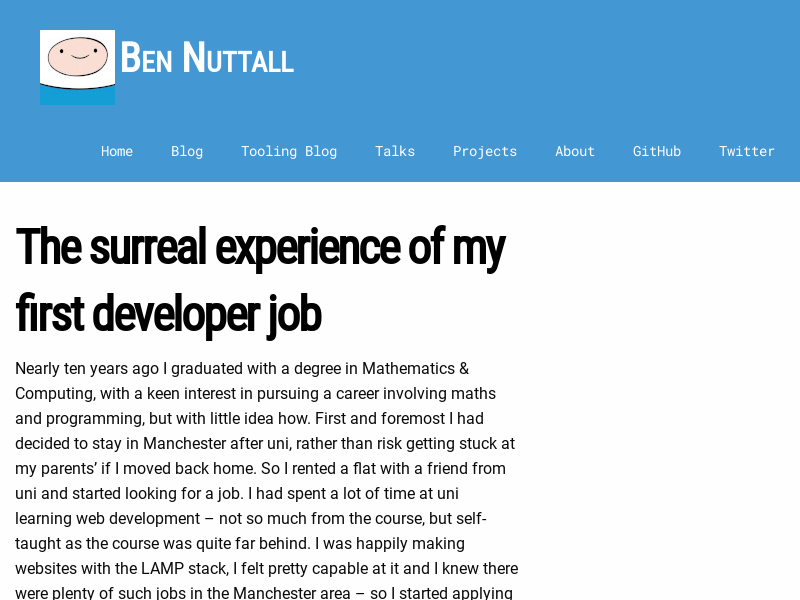 Ben Nuttall
Home Blog Tooling Blog Talks Projects About GitHub Twitter
The surreal experience of my
first developer job
Nearly ten years ago I graduated with a degree in Mathematics &
Computing, with a keen interest in pursuing a career involving maths
and programming, but with little idea how. First and foremost I had
decided to stay in Manchester after uni, rather than risk getting stuck at
my parents’ if I moved back home. So I rented a flat with a friend from
uni and started looking for a job. I had spent a lot of time at uni
learning web development – not so much from the course, but self-
taught as the course was quite far behind. I was happily making
websites with the LAMP stack, I felt pretty capable at it and I knew there
were plenty of such jobs in the Manchester area – so I started applying